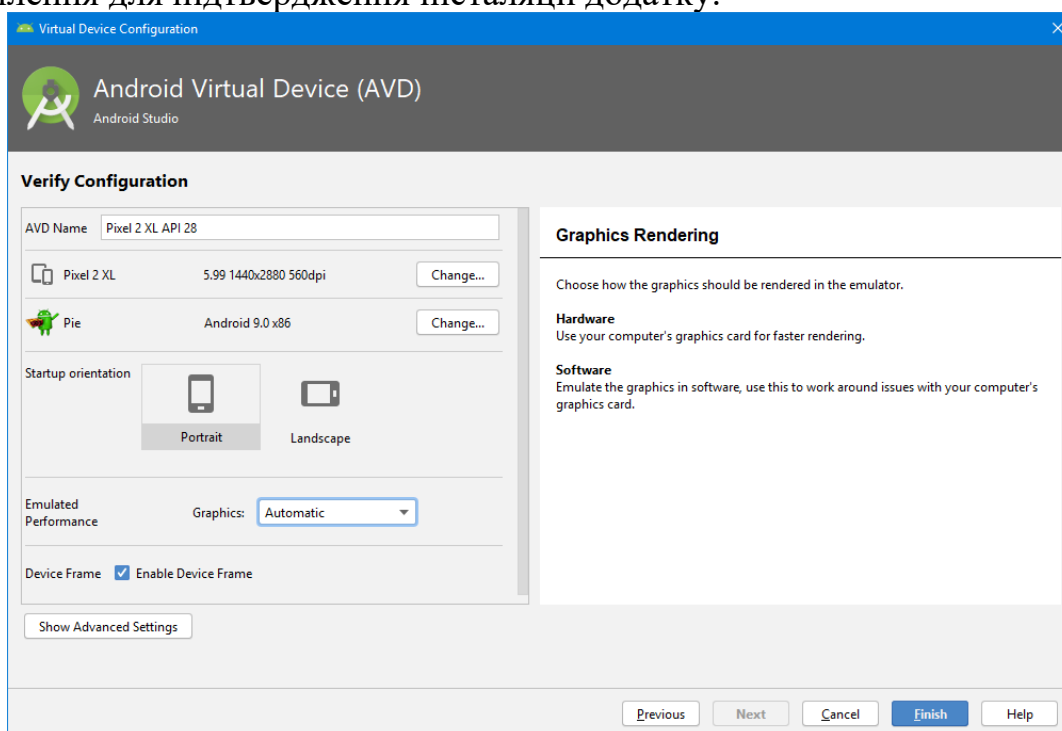 для підтвердження інсталяції додатку.
Virtual Device Configuration
Android Virtual Device (AVD)
Android Studio
Verify Configuration
AVD Name Pixel 2 XL API 28
Pixel 2 XL 5.99 1440x2880 560dpi Change...
Pie Android 9.0 x86 Change...
Startup orientation
Portrait Landscape
Emulated
Performance
Graphics: Automatic
Device Frame Enable Device Frame
Show Advanced Settings
Graphics Rendering
Choose how the graphics should be rendered in the emulator.
Hardware
Use your computer's graphics card for faster rendering.
Software
Emulate the graphics in software, use this to work around issues with your computer's
graphics card.
Previous Next Cancel Finish Help